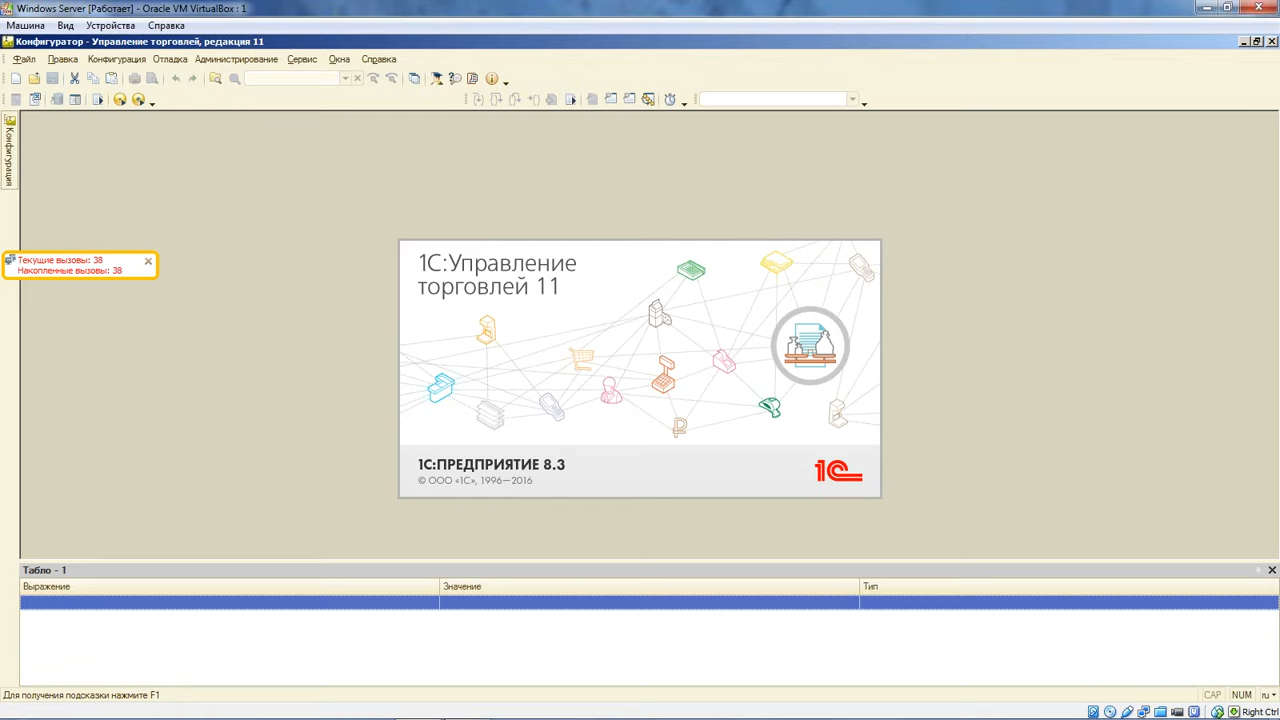 Windows Server [Работает] - Oracle VM VirtualBox : 1
Машина Вид Устройства Справка
Конфигуратор - Управление торговлей, редакция 11
Файл Правка Конфигурация Отладка Администрирование Сервис Окна Справка
Конфигурация
Текущие вызовы: 38
Накопленные вызовы: 38
1С:Управление
торговлей 11
1С:ПРЕДПРИЯТИЕ 8.3
© ООО «1С», 1996—2016
1С
Табло - 1
Выражение Значение Тип
Для получения подсказки нажмите F1
CAP NUM ru
Right Ctrl